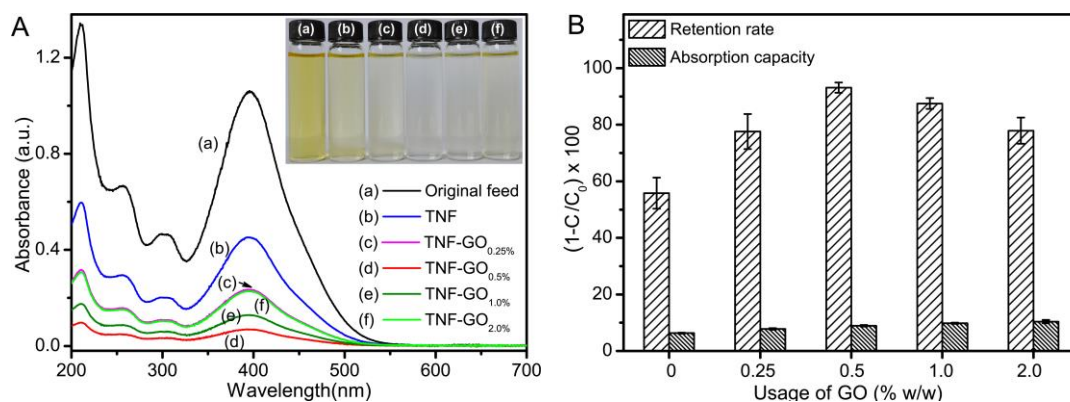 A
Absorbance (a.u.)
1.2
0.8
0.4
0.0
200
300
400
500
600
700
Wavelength(nm)
(a)
(b)
(c)
(d)
(e)
(f)
(a)
(b)
(c)
(f)
(e)
(d)
(a) Original feed
(b) TNF
(c) TNF-GO0.25%
(d) TNF-GO0.5%
(e) TNF-GO1.0%
(f) TNF-GO2.0%
B
Retention rate
Absorption capacity
(1-C/C0) x 100
100
80
60
40
20
0
0
0.25
0.5
1.0
2.0
Usage of GO (% w/w)